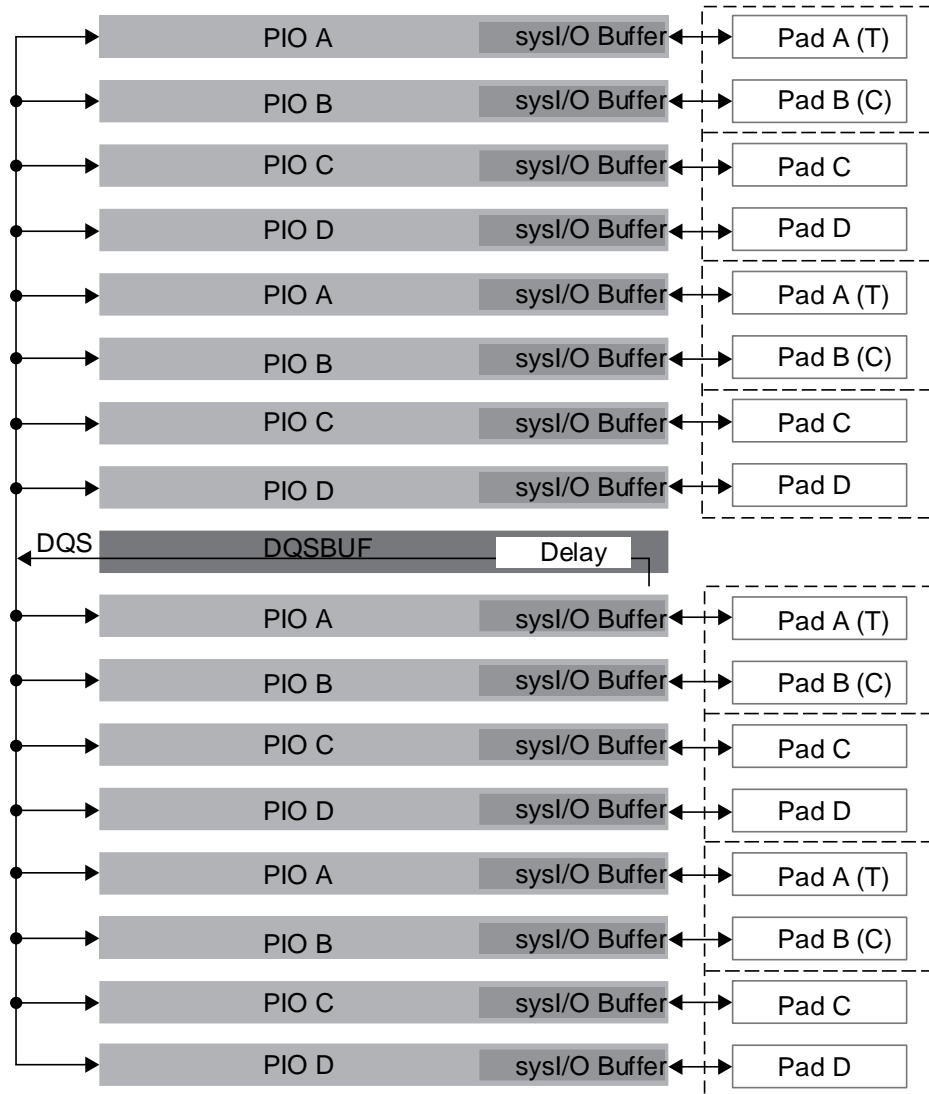 PIO A sysI/O Buffer Pad A (T)
PIO B sysI/O Buffer Pad B (C)
PIO C sysI/O Buffer Pad C
PIO D sysI/O Buffer Pad D
PIO A sysI/O Buffer Pad A (T)
PIO B sysI/O Buffer Pad B (C)
PIO C sysI/O Buffer Pad C
PIO D sysI/O Buffer Pad D
DQS DQSBUF Delay
PIO A sysI/O Buffer Pad A (T)
PIO B sysI/O Buffer Pad B (C)
PIO C sysI/O Buffer Pad C
PIO D sysI/O Buffer Pad D
PIO A sysI/O Buffer Pad A (T)
PIO B sysI/O Buffer Pad B (C)
PIO C sysI/O Buffer Pad C
PIO D sysI/O Buffer Pad D